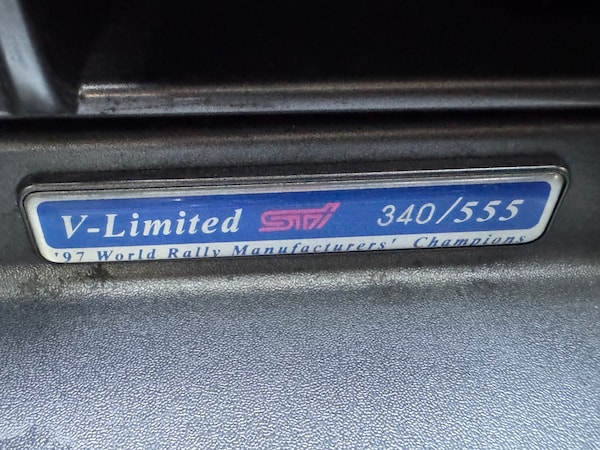 V-Limited STi 340/555
'97 World Rally Manufacturers' Champions